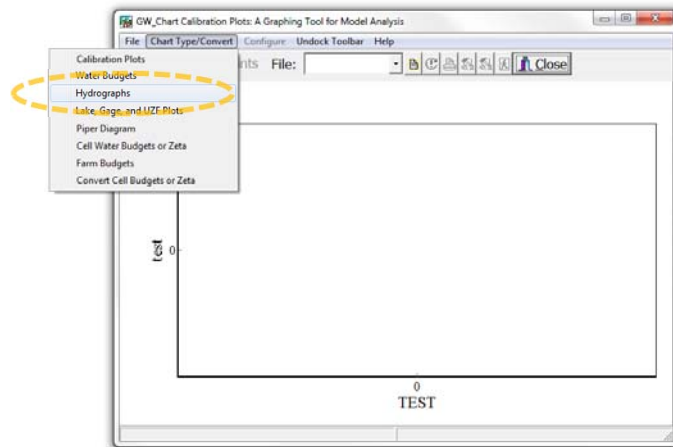 GW_Chart Calibration Plots: A Graphing Tool for Model Analysis
File Chart Type/Convert Configure Undock Toolbar Help
Calibration Plots
Water Budgets
Hydrographs
Lake, Gage, and UZF Plots
Piper Diagram
Cell Water Budgets or Zeta
Farm Budgets
Convert Cell Budgets or Zeta
File: Close
test
0
0
TEST